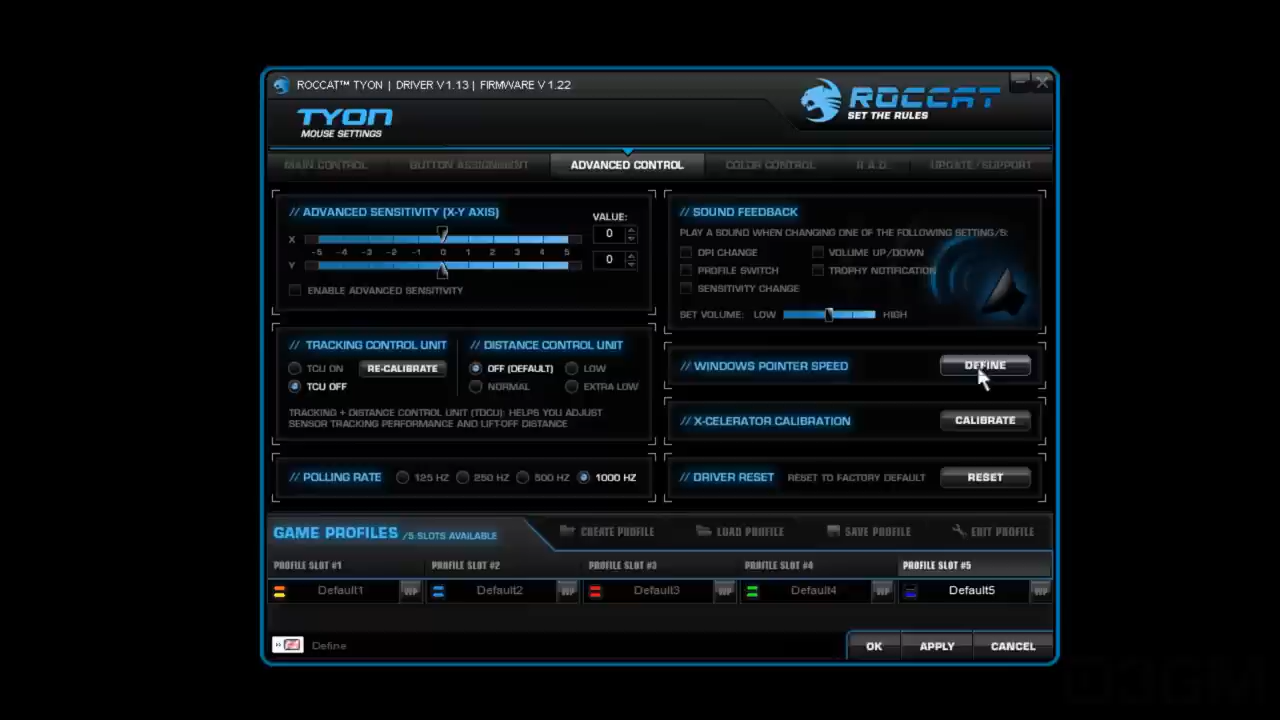 ROCCAT™ TYON | DRIVER V 1.13 | FIRMWARE V 1.22
TYON
MOUSE SETTINGS
ROCCAT
SET THE RULES
MAIN CONTROL
BUTTON ASSIGNMENT
ADVANCED CONTROL
COLOR CONTROL
R.A.D.
UPDATE/SUPPORT
// ADVANCED SENSITIVITY (X-Y AXIS)
VALUE:
X
0
-5 -4 -3 -2 -1 0 1 2 3 4 5
Y
0
ENABLE ADVANCED SENSITIVITY
// TRACKING CONTROL UNIT
TCU ON
RE-CALIBRATE
TCU OFF
// DISTANCE CONTROL UNIT
OFF (DEFAULT)
LOW
NORMAL
EXTRA LOW
TRACKING + DISTANCE CONTROL UNIT (TDCU): HELPS YOU ADJUST
SENSOR TRACKING PERFORMANCE AND LIFT-OFF DISTANCE
// POLLING RATE
125 HZ
250 HZ
500 HZ
1000 HZ
// SOUND FEEDBACK
PLAY A SOUND WHEN CHANGING ONE OF THE FOLLOWING SETTING/S:
DPI CHANGE
VOLUME UP/DOWN
PROFILE SWITCH
TROPHY NOTIFICATION
SENSITIVITY CHANGE
SET VOLUME: LOW HIGH
// WINDOWS POINTER SPEED
DEFINE
// X-CELERATOR CALIBRATION
CALIBRATE
// DRIVER RESET
RESET TO FACTORY DEFAULT
RESET
GAME PROFILES /5 SLOTS AVAILABLE
CREATE PROFILE
LOAD PROFILE
SAVE PROFILE
EDIT PROFILE
PROFILE SLOT #1
PROFILE SLOT #2
PROFILE SLOT #3
PROFILE SLOT #4
PROFILE SLOT #5
Default1
Default2
Default3
Default4
Default5
Define
OK
APPLY
CANCEL